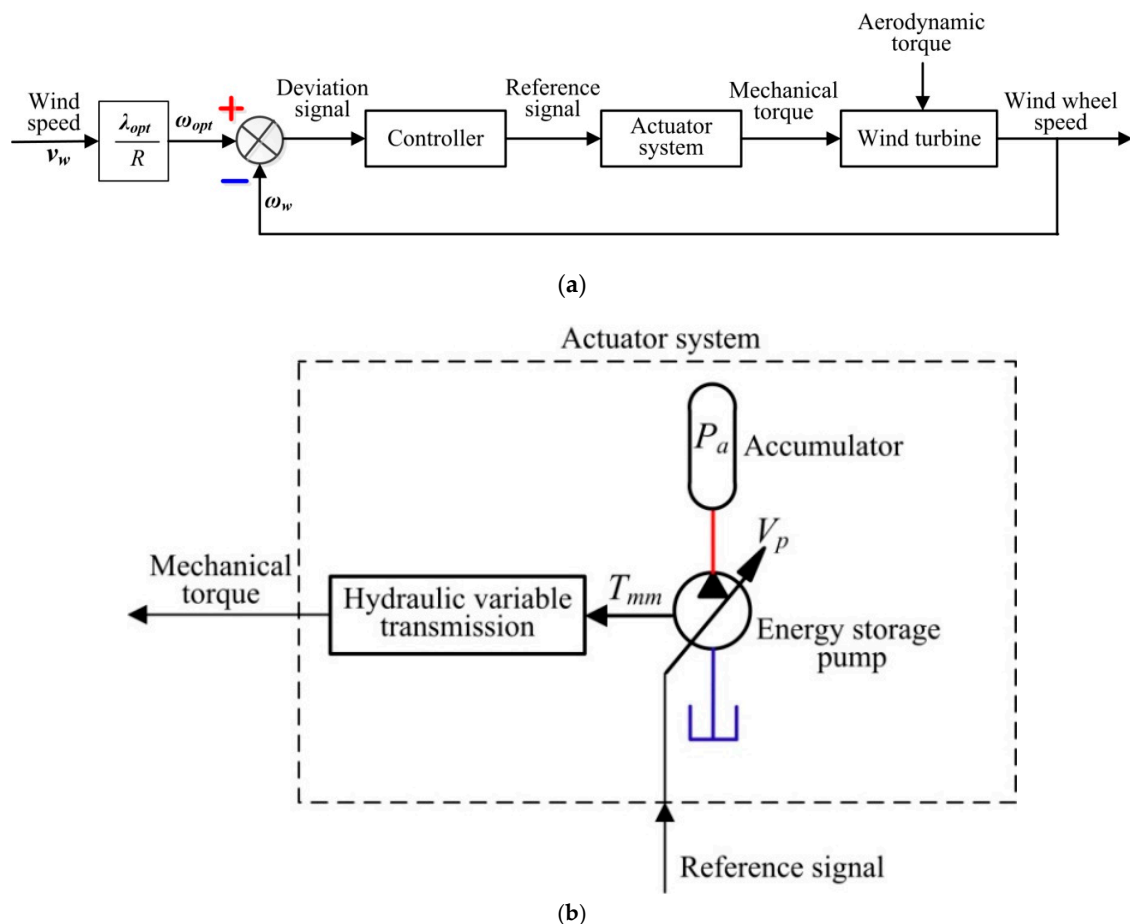 Aerodynamic
torque
Wind
speed
v_w
λ_opt
R
ω_opt
+
−
Deviation
signal
Controller
Reference
signal
Actuator
system
Mechanical
torque
Wind turbine
Wind wheel
speed
ω_w
(a)
Actuator system
P_a
Accumulator
V_p
Mechanical
torque
Hydraulic variable
transmission
T_mm
Energy storage
pump
Reference signal
(b)